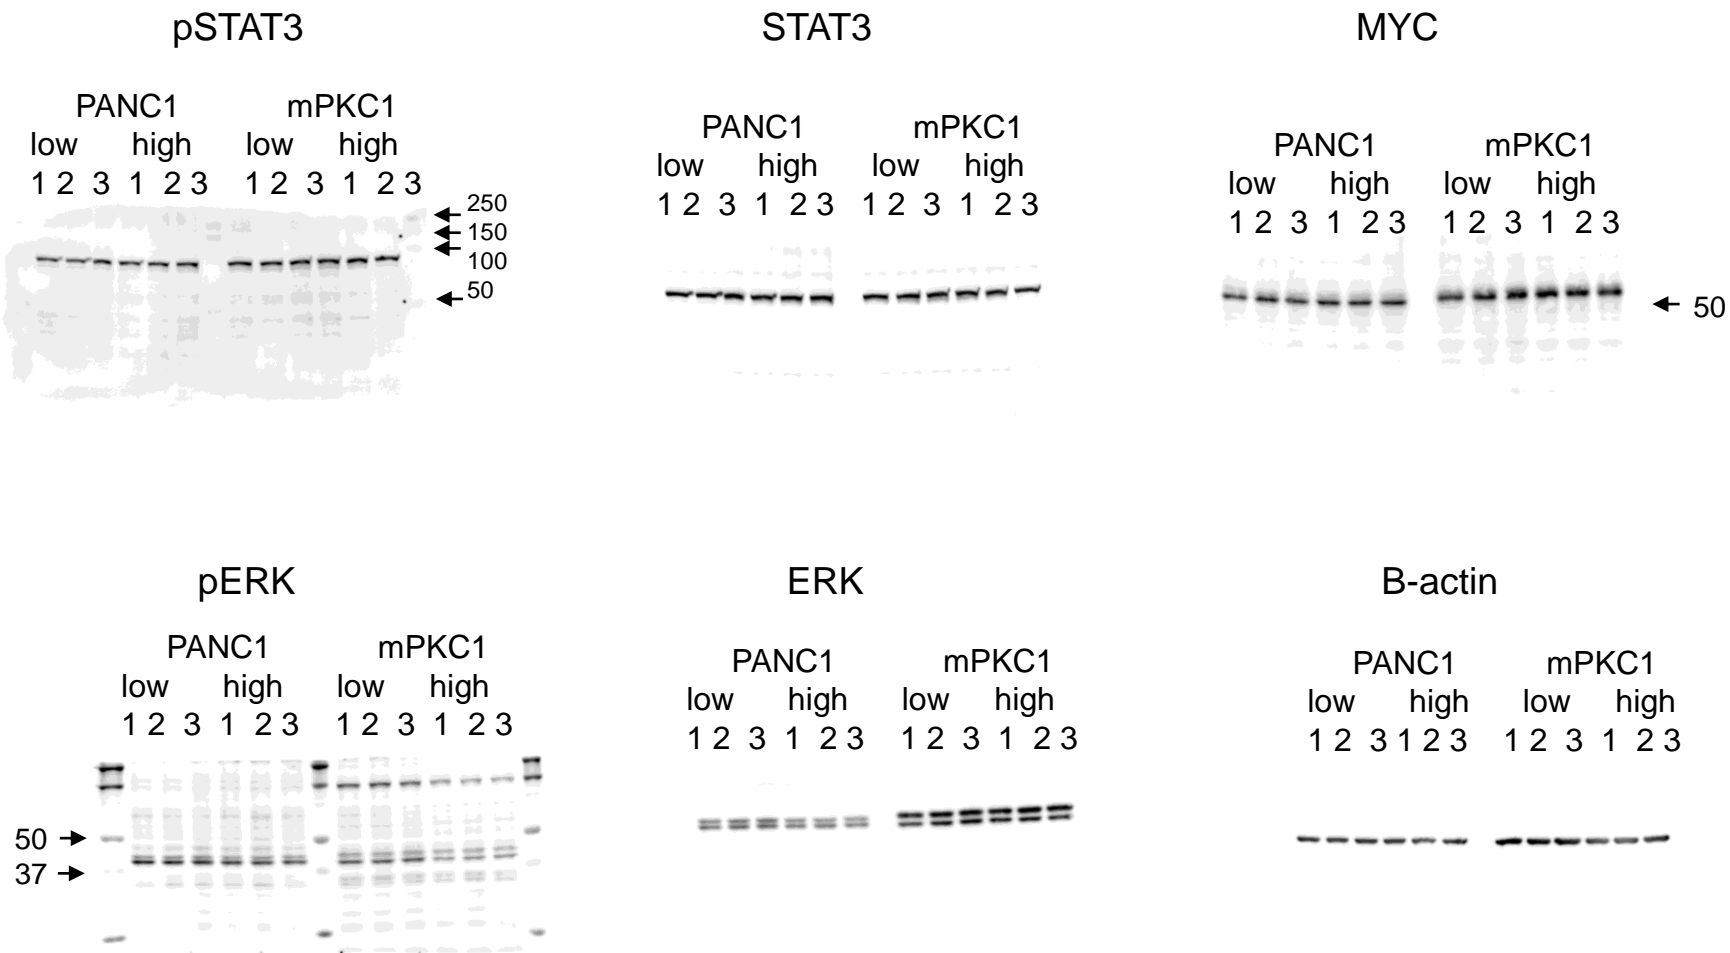 pSTAT3
PANC1 mPKC1
low high low high
1 2 3 1 2 3 1 2 3 1 2 3
250
150
100
50
STAT3
PANC1 mPKC1
low high low high
1 2 3 1 2 3 1 2 3 1 2 3
MYC
PANC1 mPKC1
low high low high
1 2 3 1 2 3 1 2 3 1 2 3
50
pERK
PANC1 mPKC1
low high low high
1 2 3 1 2 3 1 2 3 1 2 3
50
37
ERK
PANC1 mPKC1
low high low high
1 2 3 1 2 3 1 2 3 1 2 3
B-actin
PANC1 mPKC1
low high low high
1 2 3 1 2 3 1 2 3 1 2 3